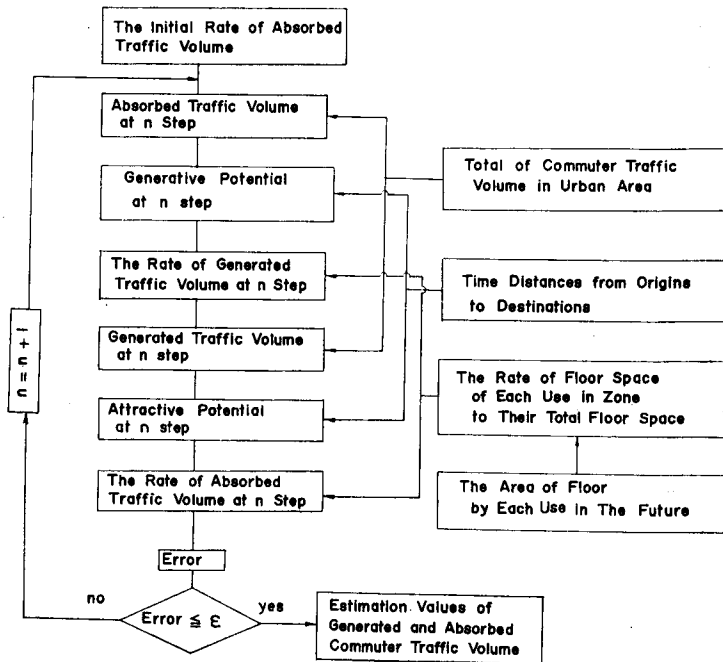 The Initial Rate of Absorbed
Traffic Volume
Absorbed Traffic Volume
at n Step
Generative Potential
at n step
The Rate of Generated
Traffic Volume at n Step
Generated Traffic Volume
at n step
Attractive Potential
at n step
The Rate of Absorbed
Traffic Volume at n Step
Error
Error ≦ ε
no
yes
n = n + 1
Estimation Values of
Generated and Absorbed
Commuter Traffic Volume
Total of Commuter Traffic
Volume in Urban Area
Time Distances from Origins
to Destinations
The Rate of Floor Space
of Each Use in Zone
to Their Total Floor Space
The Area of Floor
by Each Use in The Future